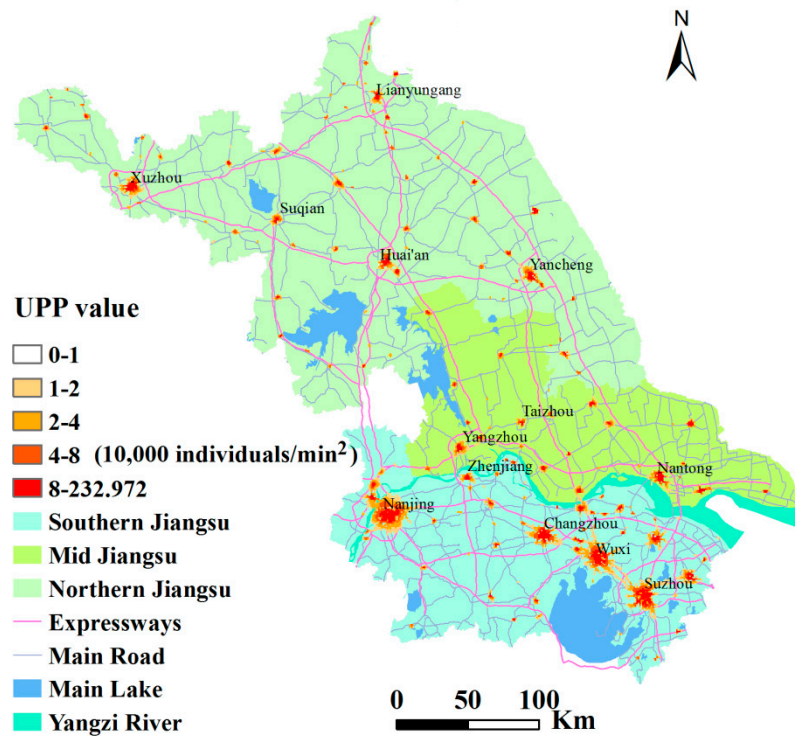 N
Lianyungang
Xuzhou
Suqian
Huai'an
Yancheng
UPP value
0-1
1-2
2-4
4-8 (10,000 individuals/min²)
8-232.972
Southern Jiangsu
Mid Jiangsu
Northern Jiangsu
Expressways
Main Road
Main Lake
Yangzi River
Taizhou
Yangzhou
Zhenjiang
Nantong
Nanjing
Changzhou
Wuxi
Suzhou
0 50 100
Km